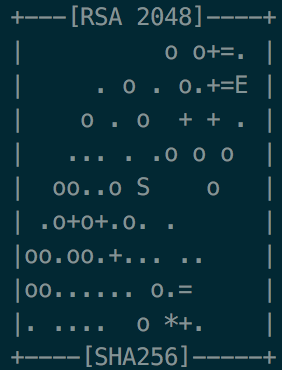 +---[RSA 2048]----+
|          o o+=. |
|     . o . o.+=E |
|    o . o  + + . |
|   ... . .o o o  |
|  oo..o S    o   |
| .o+o+.o. .      |
|oo.oo.+... ..    |
|oo...... o.=     |
|. ....  o *+.    |
+----[SHA256]-----+